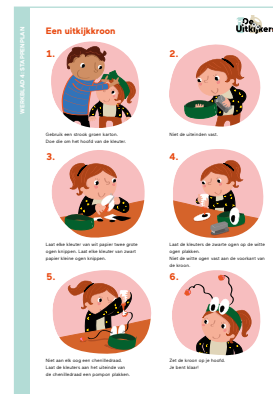 WERKBLAD 4: STAPPENPLAN
De
Uitkijkers
Een uitkijkkroon
1.
2.
Gebruik een strook groen karton.
Doe die om het hoofd van de kleuter.
Niet de uiteinden vast.
3.
4.
Laat elke kleuter van wit papier twee grote
ogen knippen. Laat elke kleuter van zwart
papier kleine ogen knippen.
Laat de kleuters de zwarte ogen op de witte
ogen plakken.
Niet de witte ogen vast aan de voorkant van
de kroon.
5.
6.
Niet aan elk oog een chenilledraad.
Laat de kleuters aan het uiteinde van
de chenilledraad een pompon plakken.
Zet de kroon op je hoofd.
Je bent klaar!